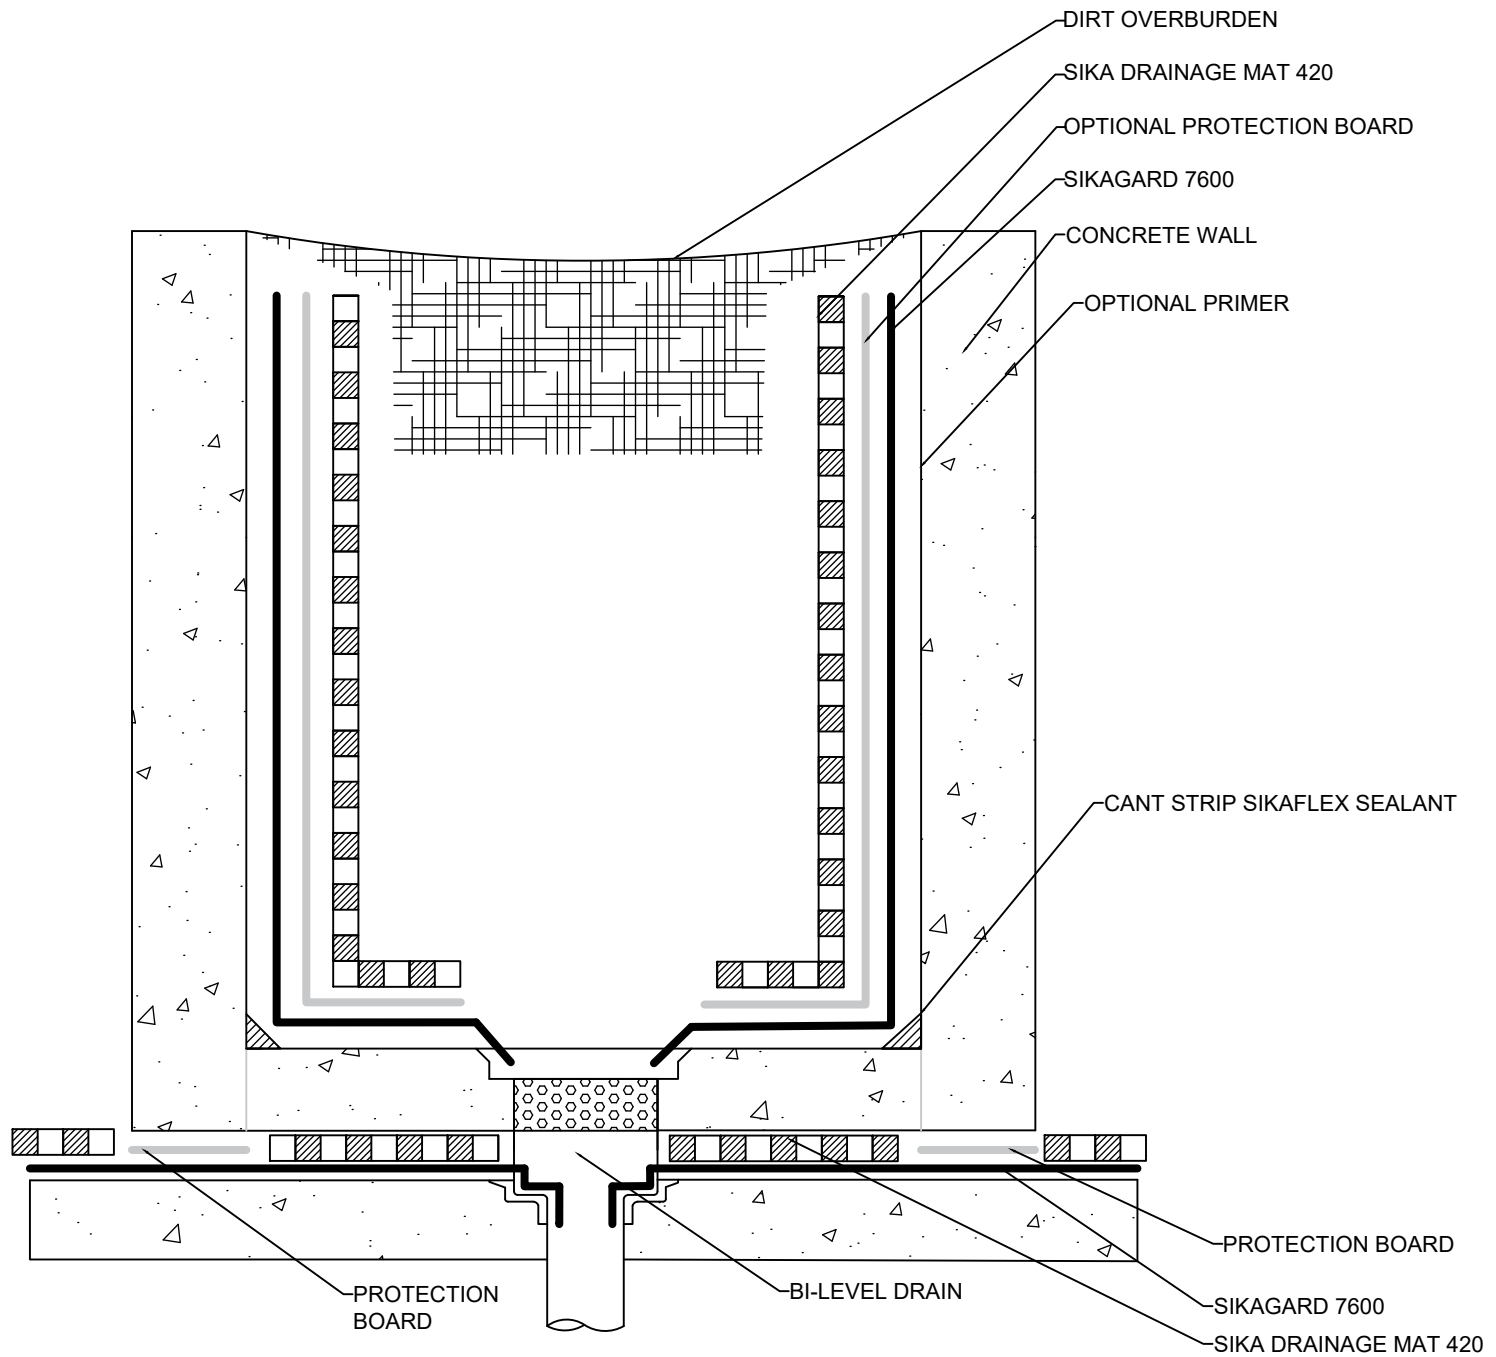 DIRT OVERBURDEN
SIKA DRAINAGE MAT 420
OPTIONAL PROTECTION BOARD
SIKAGARD 7600
CONCRETE WALL
OPTIONAL PRIMER
CANT STRIP SIKAFLEX SEALANT
PROTECTION BOARD
BI-LEVEL DRAIN
PROTECTION
BOARD
SIKAGARD 7600
SIKA DRAINAGE MAT 420